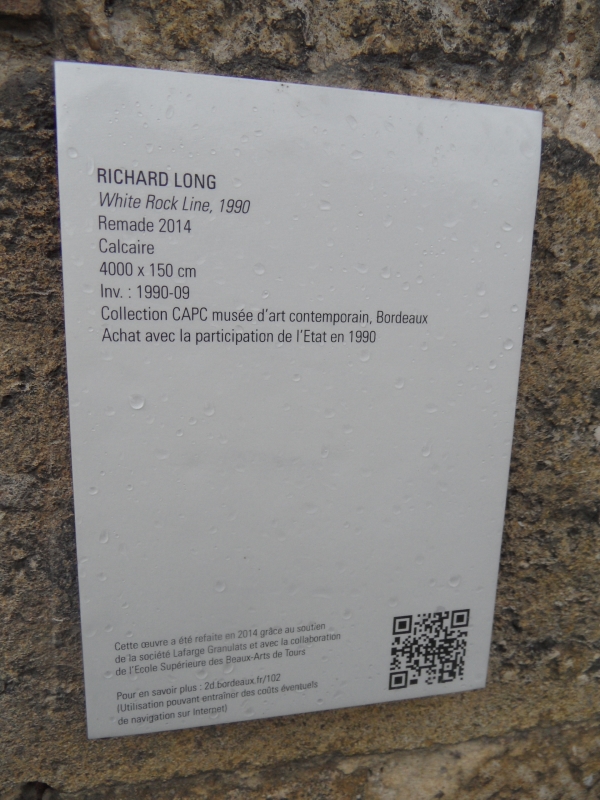 RICHARD LONG
White Rock Line, 1990
Remade 2014
Calcaire
4000 x 150 cm
Inv. : 1990-09
Collection CAPC musée d'art contemporain, Bordeaux
Achat avec la participation de l'Etat en 1990
Cette œuvre a été refaite en 2014 grâce au soutien
de la société Lafarge Granulats et avec la collaboration
de l'Ecole Supérieure des Beaux-Arts de Tours
Pour en savoir plus : 2d.bordeaux.fr/102
(Utilisation pouvant entraîner des coûts éventuels
de navigation sur Internet)